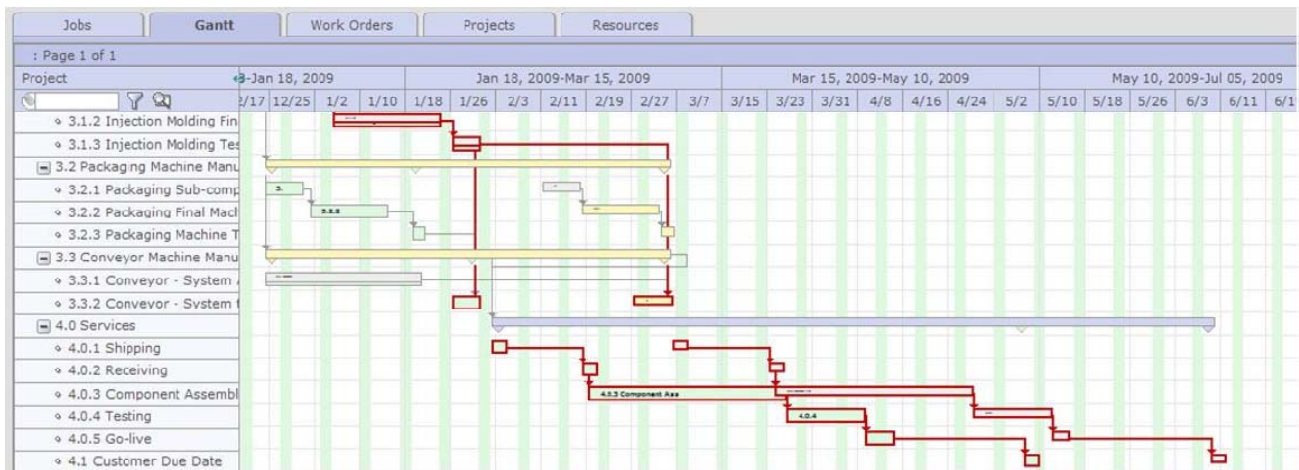 Jobs Gantt Work Orders Projects Resources
: Page 1 of 1
Project 3-Jan 18, 2009 Jan 18, 2009-Mar 15, 2009 Mar 15, 2009-May 10, 2009 May 10, 2009-Jul 05, 2009
2/17 12/25 1/2 1/10 1/18 1/26 2/3 2/11 2/19 2/27 3/7 3/15 3/23 3/31 4/8 4/16 4/24 5/2 5/10 5/18 5/26 6/3 6/11 6/1
3.1.2 Injection Molding Fin
3.1.3 Injection Molding Tes
3.2 Packaging Machine Manu
3.2.1 Packaging Sub-comp 3.
3.2.2 Packaging Final Macl
3.2.3 Packaging Machine T
3.3 Conveyor Machine Manu
3.3.1 Conveyor - System
3.3.2 Conveyor - System
4.0 Services
4.0.1 Shipping
4.0.2 Receiving
4.0.3 Component Assembl 4.0.3 Component Ass
4.0.4 Testing 4.0.4
4.0.5 Go-live
4.1 Customer Due Date